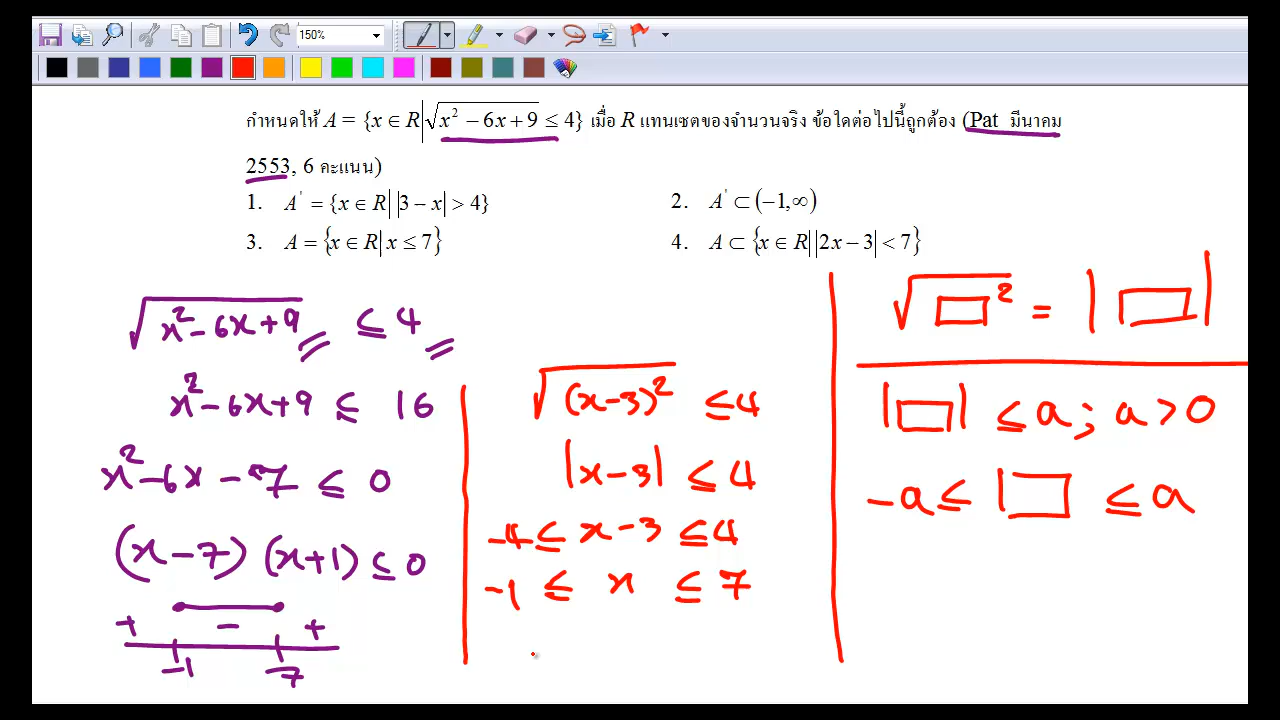 150%
กำหนดให้ A = {x ∈ R | √(x² − 6x + 9) ≤ 4} เมื่อ R แทนเซตของจำนวนจริง ข้อใดต่อไปนี้ถูกต้อง (Pat มีนาคม
2553, 6 คะแนน)
1. A' = {x ∈ R | |3 − x| > 4}
2. A' ⊂ (−1, ∞)
3. A = {x ∈ R | x ≤ 7}
4. A ⊂ {x ∈ R | |2x − 3| < 7}
√(x² − 6x + 9) ≤ 4
x² − 6x + 9 ≤ 16
x² − 6x − 7 ≤ 0
(x − 7)(x + 1) ≤ 0
+ − +
−1 7
√(x − 3)² ≤ 4
|x − 3| ≤ 4
−4 ≤ x − 3 ≤ 4
−1 ≤ x ≤ 7
√□² = |□|
|□| ≤ a; a > 0
−a ≤ □ ≤ a